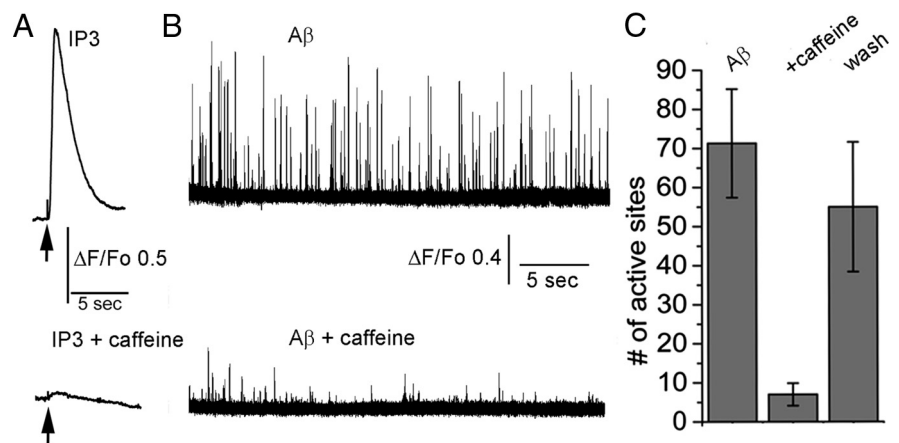 A
IP3
ΔF/Fo 0.5
5 sec
IP3 + caffeine
B
Aβ
ΔF/Fo 0.4
5 sec
Aβ + caffeine
C
Aβ
+caffeine
wash
# of active sites
90
80
70
60
50
40
30
20
10
0